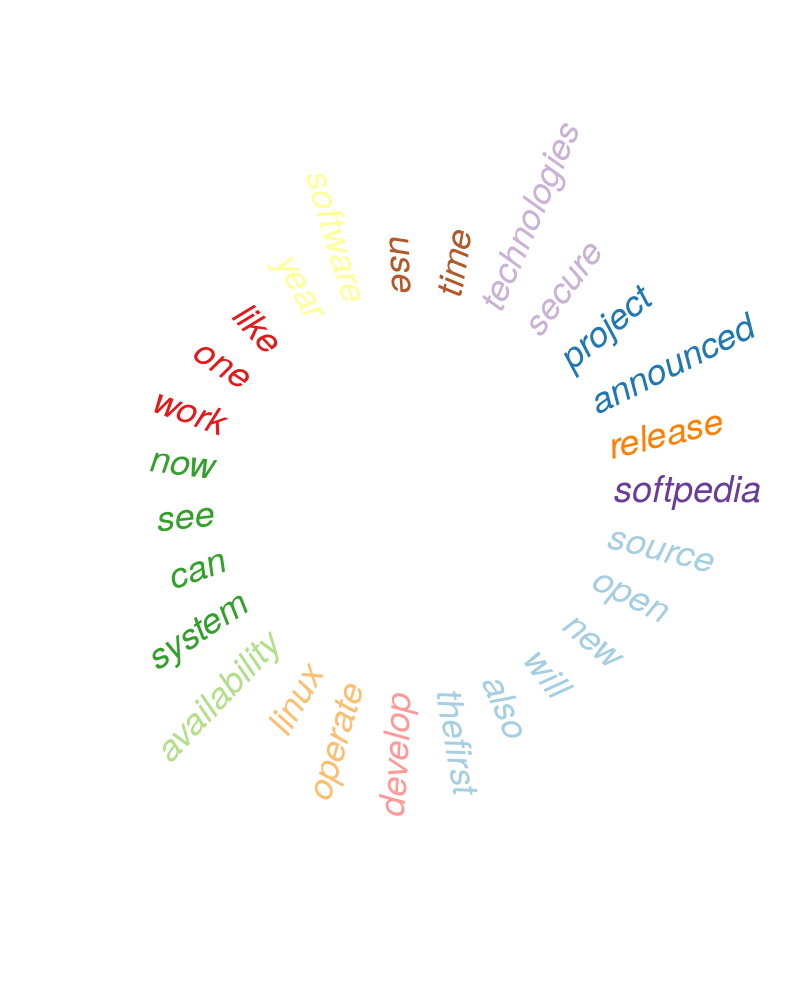 technologies
secure
project
announced
release
softpedia
source
open
new
will
also
thefirst
develop
operate
linux
availability
system
can
see
now
work
one
like
year
software
use
time